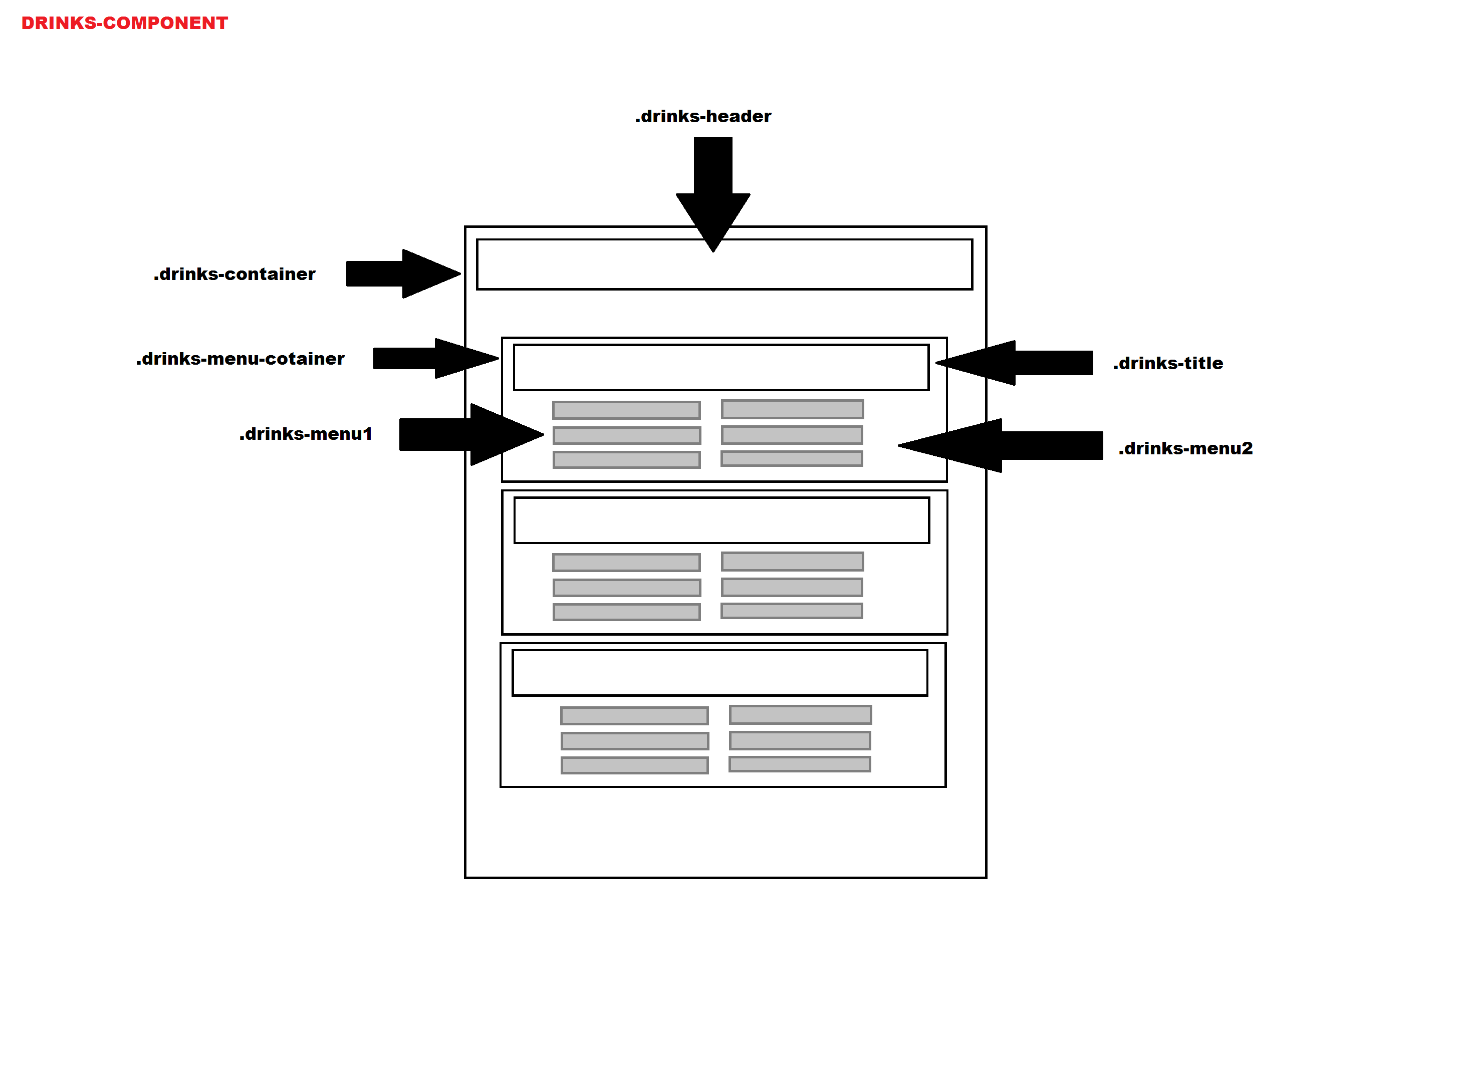 DRINKS-COMPONENT
.drinks-header
.drinks-container
.drinks-menu-cotainer
.drinks-title
.drinks-menu1
.drinks-menu2